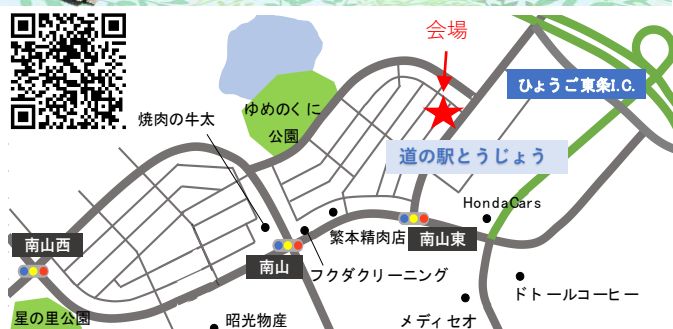 会場
ひょうご東条I.C.
ゆめのくに
公園
焼肉の牛太
道の駅とうじょう
HondaCars
繁本精肉店
南山東
南山西
南山
フクダクリーニング
ドトールコーヒー
星の里公園
昭光物産
メディセオ